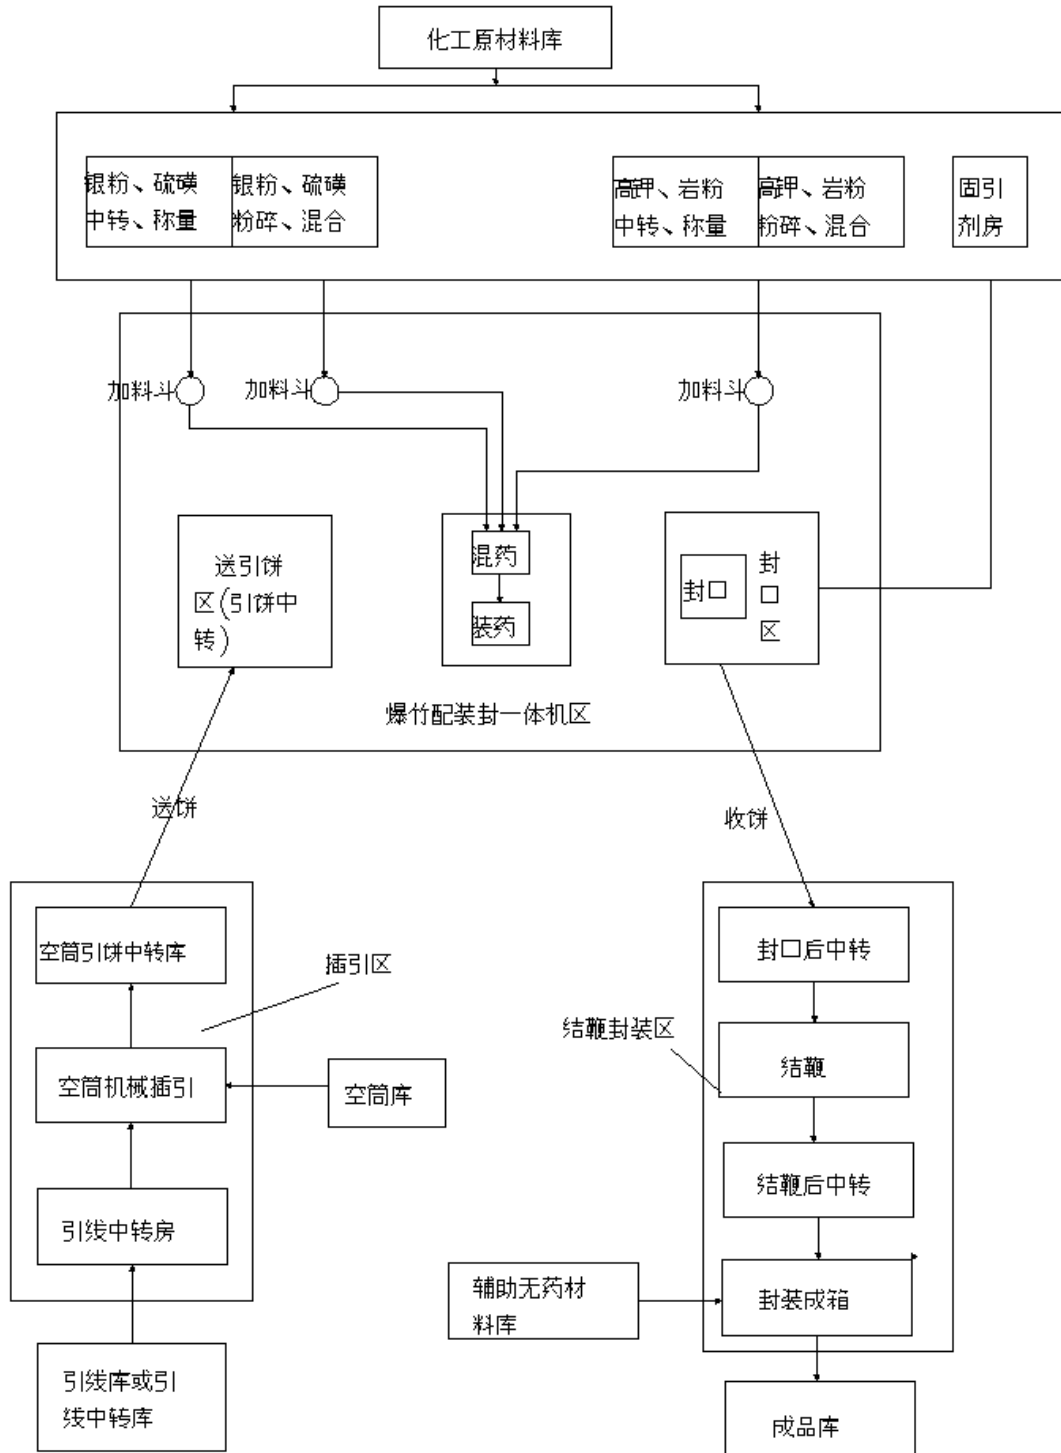 化工原材料库
银粉、硫磺
中转、称量
银粉、硫磺
粉碎、混合
高钾、岩粉
中转、称量
高钾、岩粉
粉碎、混合
固引
剂房
加料斗
加料斗
加料斗
送引饼
区(引饼中
转)
混药
装药
封口
封
口
区
爆竹配装封一体机区
送饼
收饼
空筒引饼中转库
插引区
空筒机械插引
空筒库
引线中转房
引线库或引
线中转库
封口后中转
结鞭封装区
结鞭
结鞭后中转
辅助无药材
料库
封装成箱
成品库